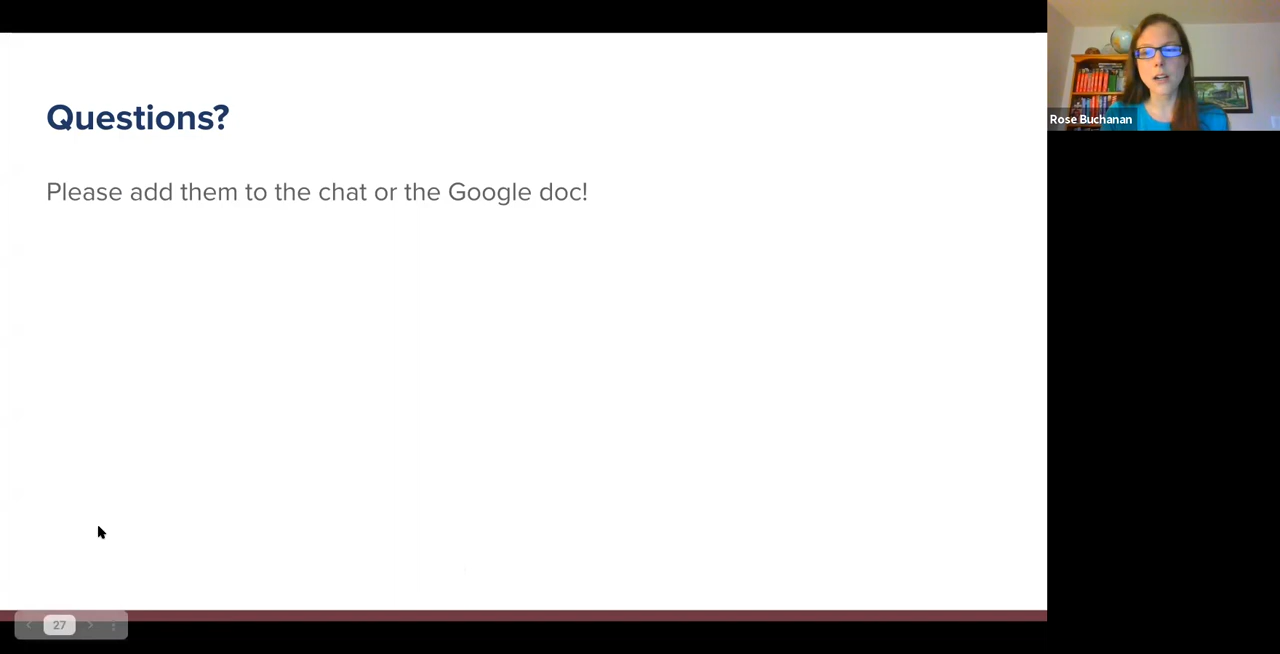 Questions?
Please add them to the chat or the Google doc!
Rose Buchanan
27